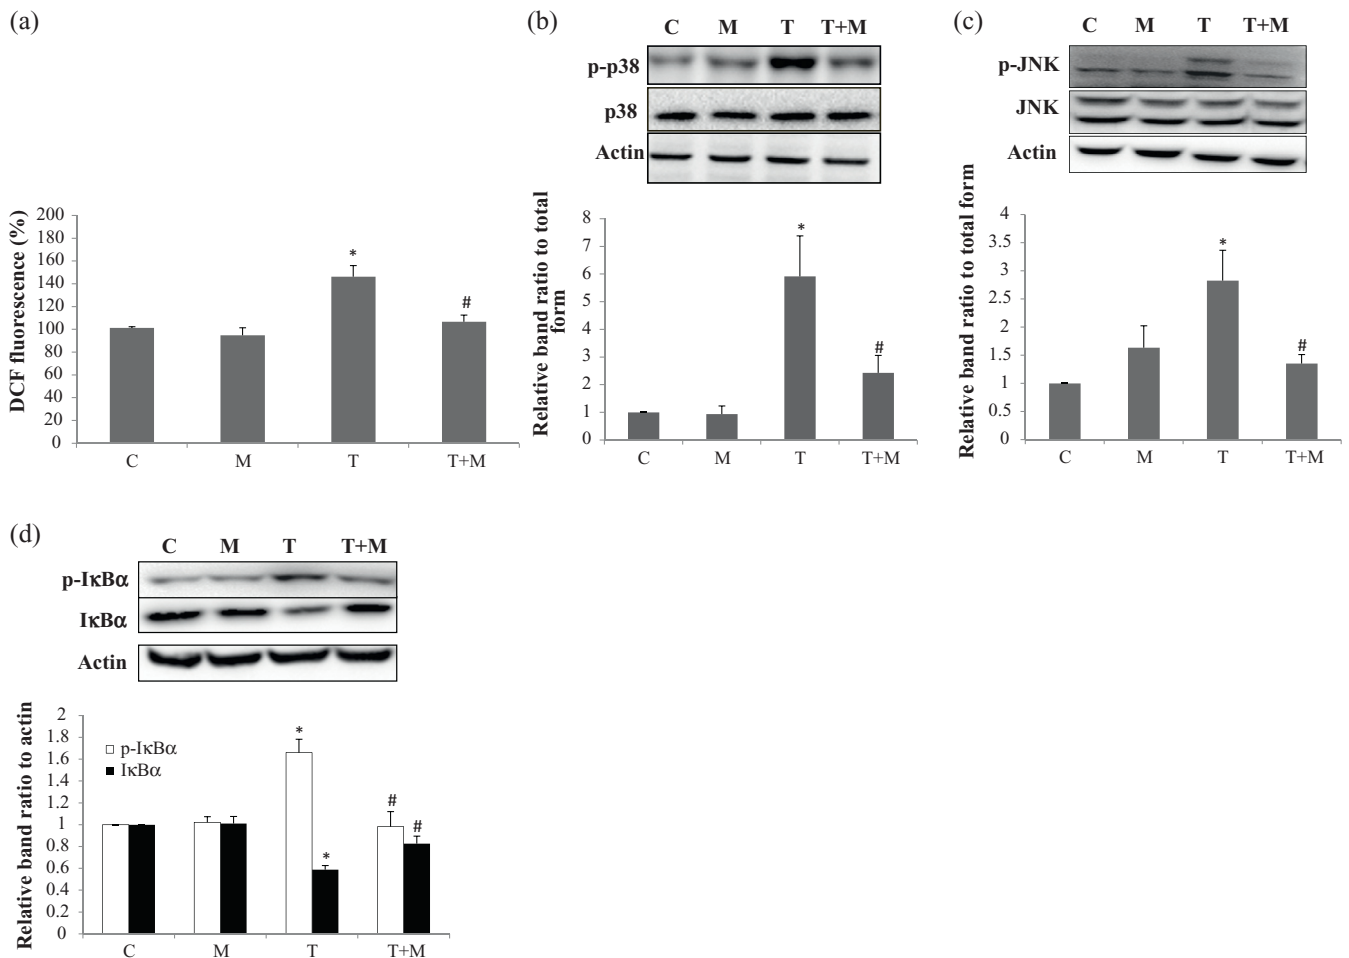 (a)
DCF fluorescence (%)
200
180
160
140
120
100
80
60
40
20
0
*
#
C M T T+M
(b)
C M T T+M
p-p38
p38
Actin
Relative band ratio to total
form
8
7
6
5
4
3
2
1
0
*
#
C M T T+M
(c)
C M T T+M
p-JNK
JNK
Actin
Relative band ratio to total form
4
3.5
3
2.5
2
1.5
1
0.5
0
*
#
C M T T+M
(d)
C M T T+M
p-IκBα
IκBα
Actin
Relative band ratio to actin
2
1.8
1.6
1.4
1.2
1
0.8
0.6
0.4
0.2
0
p-IκBα
IκBα
*
*
#
#
C M T T+M